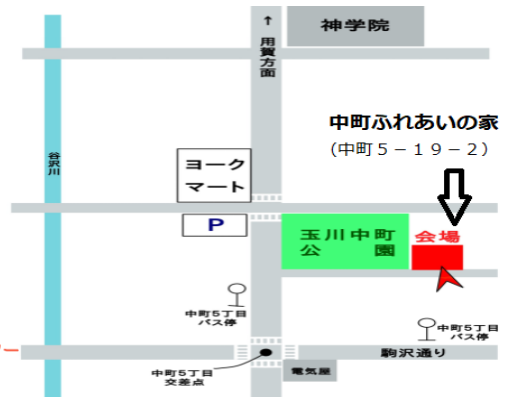 ↑
用賀方面
神学院
中町ふれあいの家
(中町5-19-2)
谷沢川
ヨーク
マート
P
玉川中町
公園
会場
中町5丁目
バス停
中町5丁目
バス停
駒沢通り
中町5丁目
交差点
電気屋
ー